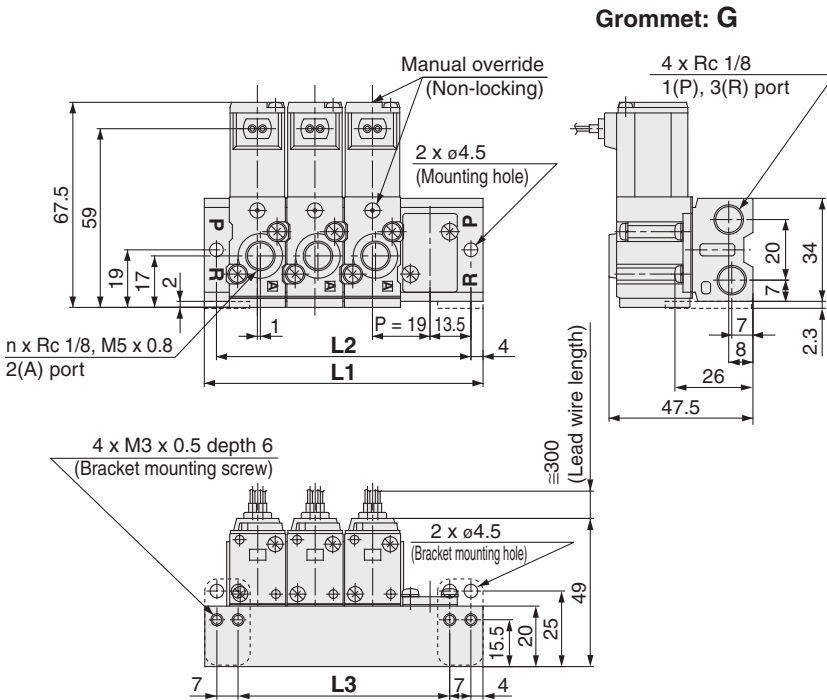 Grommet: G
Manual override
(Non-locking)
4 x Rc 1/8
1(P), 3(R) port
2 x ø4.5
(Mounting hole)
67.5
59
19
17
2
P
R
P
R
A
A
A
1
P = 19
13.5
n x Rc 1/8, M5 x 0.8
2(A) port
L2
4
L1
20
7
34
2.3
7
8
26
47.5
4 x M3 x 0.5 depth 6
(Bracket mounting screw)
≅300
(Lead wire length)
2 x ø4.5
(Bracket mounting hole)
15.5
20
25
49
7
L3
7
4